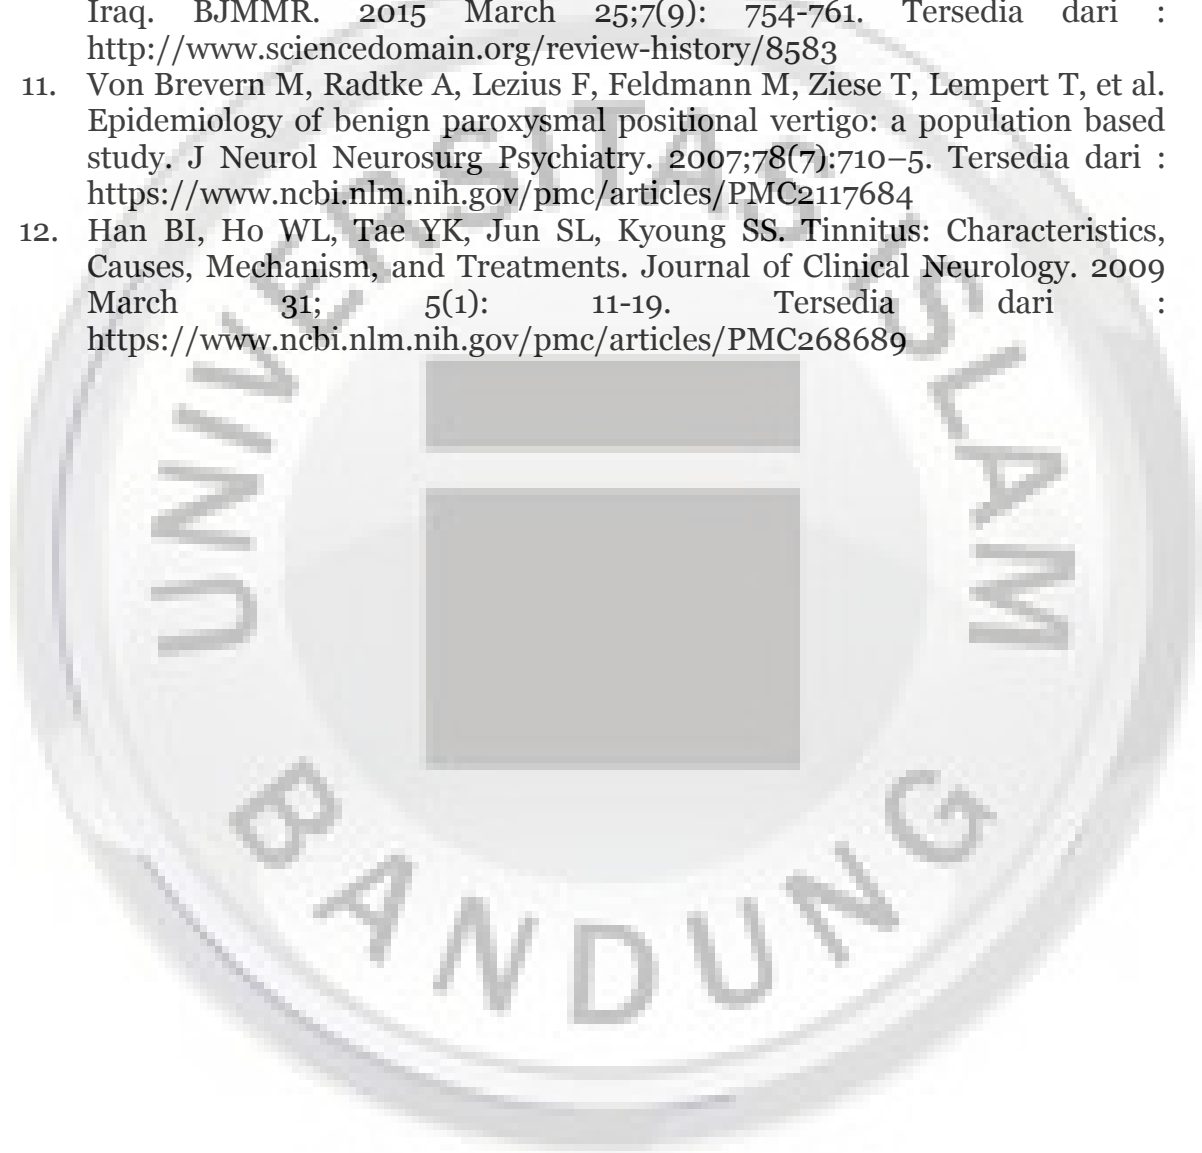 Iraq. BJMMR. 2015 March 25;7(9): 754-761. Tersedia dari :
http://www.sciencedomain.org/review-history/8583
11. Von Brevern M, Radtke A, Lezius F, Feldmann M, Ziese T, Lempert T, et al.
Epidemiology of benign paroxysmal positional vertigo: a population based
study. J Neurol Neurosurg Psychiatry. 2007;78(7):710–5. Tersedia dari :
https://www.ncbi.nlm.nih.gov/pmc/articles/PMC2117684
12. Han BI, Ho WL, Tae YK, Jun SL, Kyoung SS. Tinnitus: Characteristics,
Causes, Mechanism, and Treatments. Journal of Clinical Neurology. 2009
March 31; 5(1): 11-19. Tersedia dari :
https://www.ncbi.nlm.nih.gov/pmc/articles/PMC268689
UNIVERSITAS ISLAM
BANDUNG